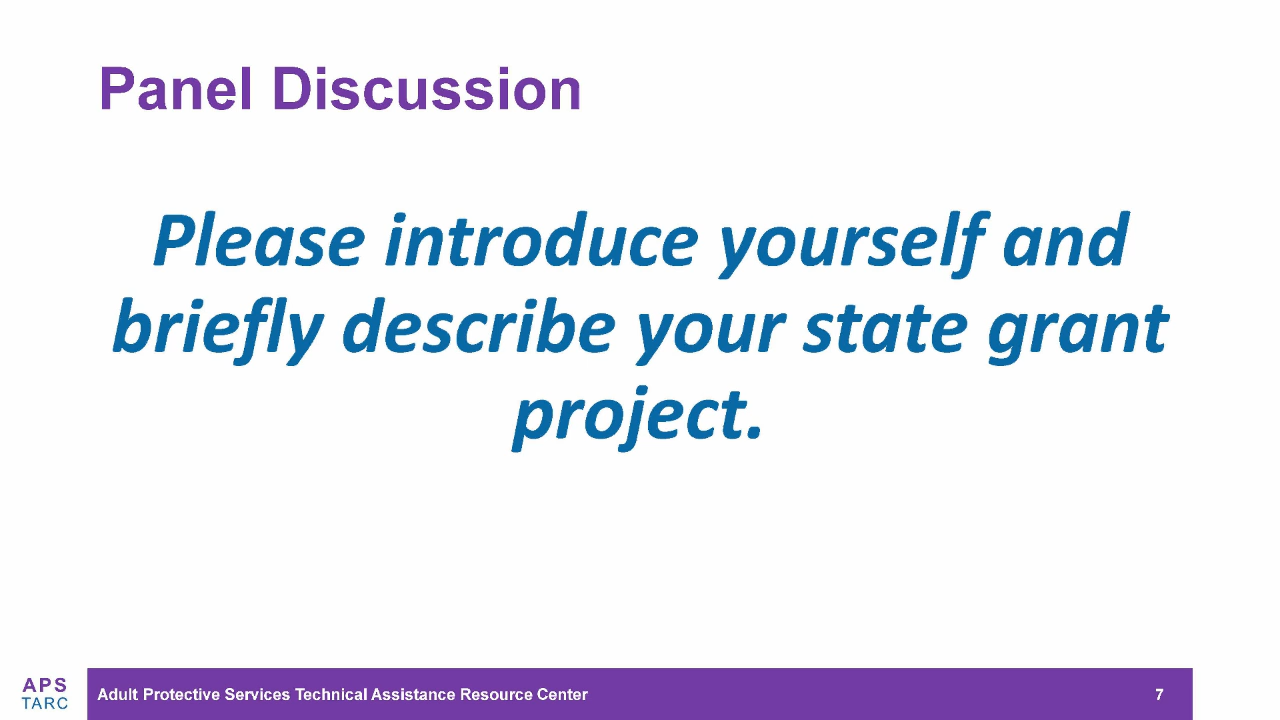 Panel Discussion
Please introduce yourself and
briefly describe your state grant
project.
APS
TARC
Adult Protective Services Technical Assistance Resource Center
7